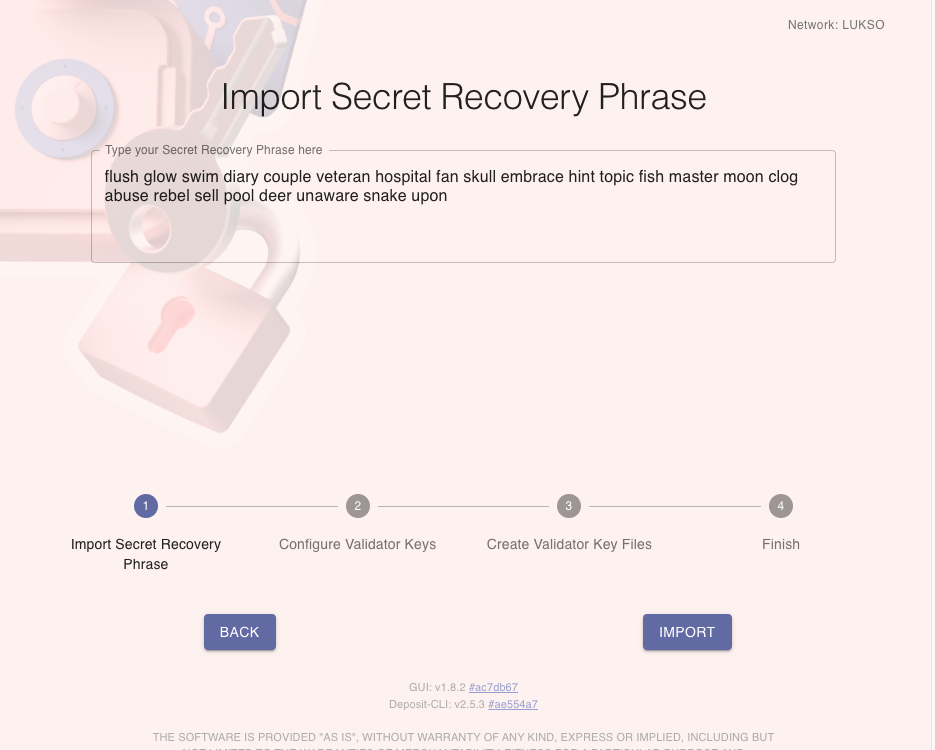 Network: LUKSO
Import Secret Recovery Phrase
Type your Secret Recovery Phrase here
flush glow swim diary couple veteran hospital fan skull embrace hint topic fish master moon clog
abuse rebel sell pool deer unaware snake upon
1
2
3
4
Import Secret Recovery
Phrase
Configure Validator Keys
Create Validator Key Files
Finish
BACK
IMPORT
GUI: v1.8.2 #ac7db67
Deposit-CLI: v2.5.3 #ae554a7
THE SOFTWARE IS PROVIDED "AS IS", WITHOUT WARRANTY OF ANY KIND, EXPRESS OR IMPLIED, INCLUDING BUT